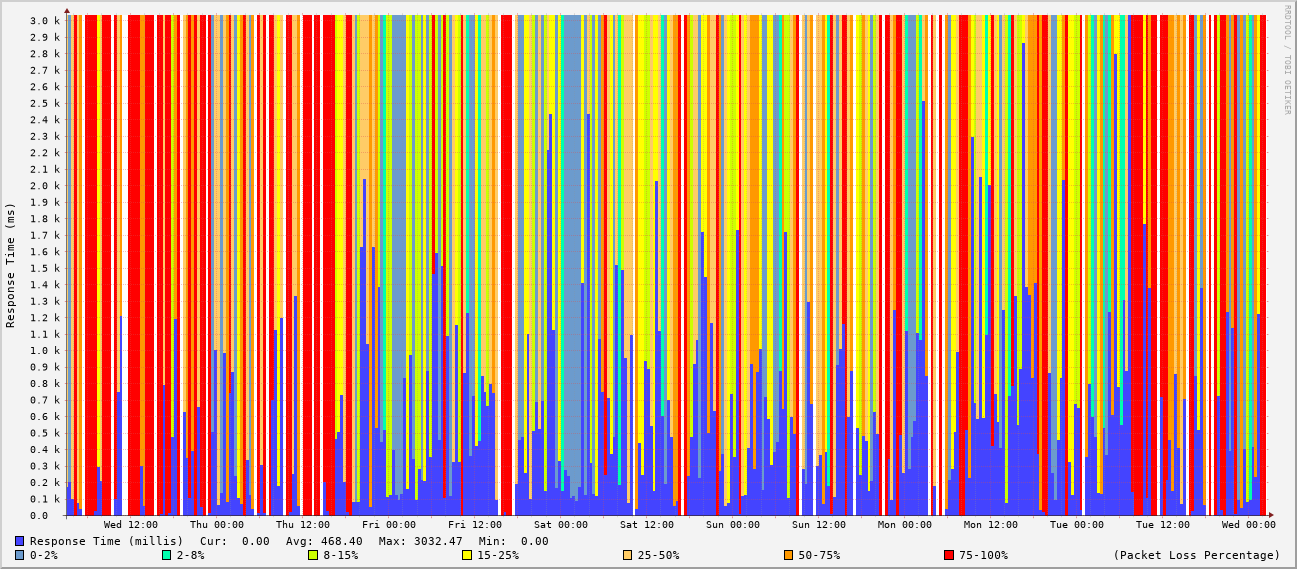 RRDTOOL / TOBI OETIKER
Response Time (ms)
3.0 k
2.9 k
2.8 k
2.7 k
2.6 k
2.5 k
2.4 k
2.3 k
2.2 k
2.1 k
2.0 k
1.9 k
1.8 k
1.7 k
1.6 k
1.5 k
1.4 k
1.3 k
1.2 k
1.1 k
1.0 k
0.9 k
0.8 k
0.7 k
0.6 k
0.5 k
0.4 k
0.3 k
0.2 k
0.1 k
0.0
Wed 12:00 Thu 00:00 Thu 12:00 Fri 00:00 Fri 12:00 Sat 00:00 Sat 12:00 Sun 00:00 Sun 12:00 Mon 00:00 Mon 12:00 Tue 00:00 Tue 12:00 Wed 00:00
Response Time (millis) Cur: 0.00 Avg: 468.40 Max: 3032.47 Min: 0.00
0-2% 2-8% 8-15% 15-25% 25-50% 50-75% 75-100% (Packet Loss Percentage)